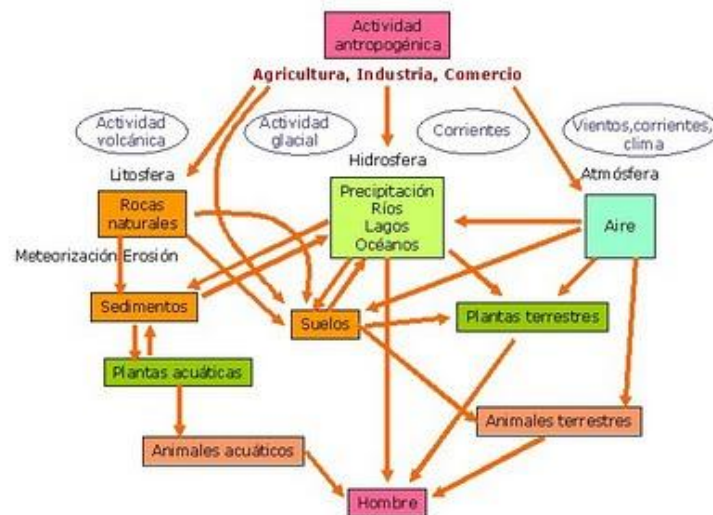 Actividad
antropogénica
Agricultura, Industria, Comercio
Actividad
volcánica
Actividad
glacial
Corrientes
Vientos,corrientes,
clima
Litosfera
Hidrosfera
Atmósfera
Rocas
naturales
Precipitación
Ríos
Lagos
Océanos
Aire
Meteorización Erosión
Sedimentos
Suelos
Plantas terrestres
Plantas acuáticas
Animales terrestres
Animales acuáticos
Hombre